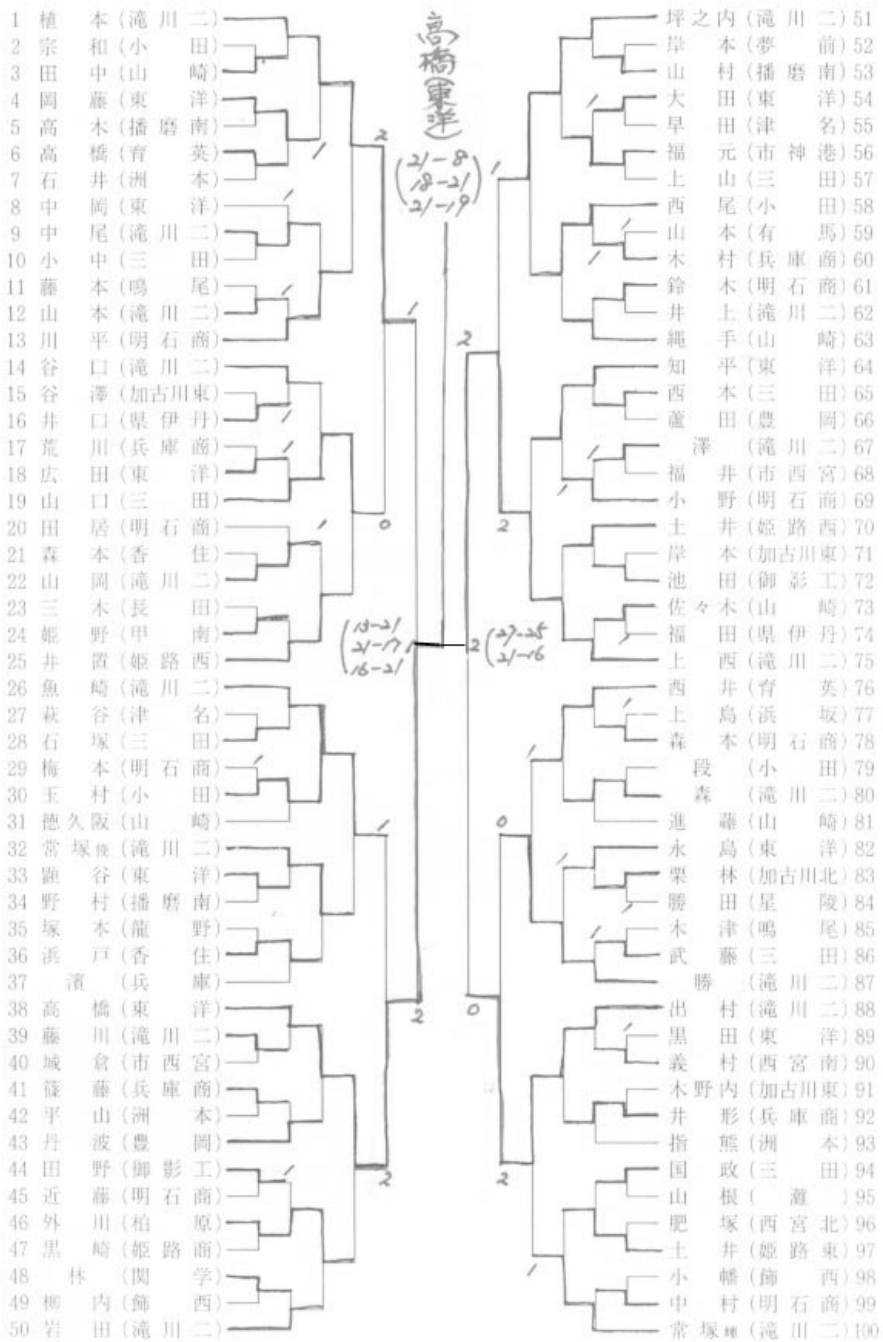 1 植本(滝川二)
2 宗和(小田)
3 田中(山崎)
4 岡藤(東洋)
5 高木(播磨南)
6 高橋(育英)
7 石井(洲本)
8 中岡(東洋)
9 中尾(滝川二)
10 小中(三田)
11 藤本(鳴尾)
12 山本(滝川二)
13 川平(明石商)
14 谷口(滝川二)
15 谷澤(加古川東)
16 井口(県伊丹)
17 荒川(兵庫商)
18 広田(東洋)
19 山口(三田)
20 田居(明石商)
21 森本(香住)
22 山岡(滝川二)
23 三木(長田)
24 姫野(甲南)
25 井置(姫路西)
26 魚崎(滝川二)
27 萩谷(津名)
28 石塚(三田)
29 梅本(明石商)
30 玉村(小田)
31 徳久阪(山崎)
32 常塚俊(滝川二)
33 顕谷(東洋)
34 野村(播磨南)
35 塚本(龍野)
36 浜戸(香住)
37 濱(兵庫)
38 高橋(東洋)
39 藤川(滝川二)
40 城倉(市西宮)
41 篠藤(兵庫商)
42 平山(洲本)
43 丹波(豊岡)
44 田野(御影工)
45 近藤(明石商)
46 外川(柏原)
47 黒崎(姫路商)
48 林(関学)
49 柳内(飾西)
50 岩田(滝川二)
高橋(東洋)
(21-8
18-21
21-19)
2
1
1
2
0
2
(13-21
21-17
16-21)
1
2
(27-25
21-16)
1
0
2
0
2
2
坪之内(滝川二)51
岸本(夢前)52
山村(播磨南)53
大田(東洋)54
早田(津名)55
福元(市神港)56
上山(三田)57
西尾(小田)58
山本(有馬)59
木村(兵庫商)60
鈴木(明石商)61
井上(滝川二)62
縄手(山崎)63
知平(東洋)64
西本(三田)65
蘆田(豊岡)66
澤(滝川二)67
福井(市西宮)68
小野(明石商)69
土井(姫路西)70
岸本(加古川東)71
池田(御影工)72
佐々木(山崎)73
福田(県伊丹)74
上西(滝川二)75
西井(育英)76
上島(浜坂)77
森本(明石商)78
段(小田)79
森(滝川二)80
進藤(山崎)81
永島(東洋)82
栗林(加古川北)83
勝田(星陵)84
木津(鳴尾)85
武藤(三田)86
勝(滝川二)87
出村(滝川二)88
黒田(東洋)89
義村(西宮南)90
木野内(加古川東)91
井形(兵庫商)92
指熊(洲本)93
国政(三田)94
山根(灘)95
肥塚(西宮北)96
土井(姫路東)97
小幡(飾西)98
中村(明石商)99
常塚輝(滝川二)100